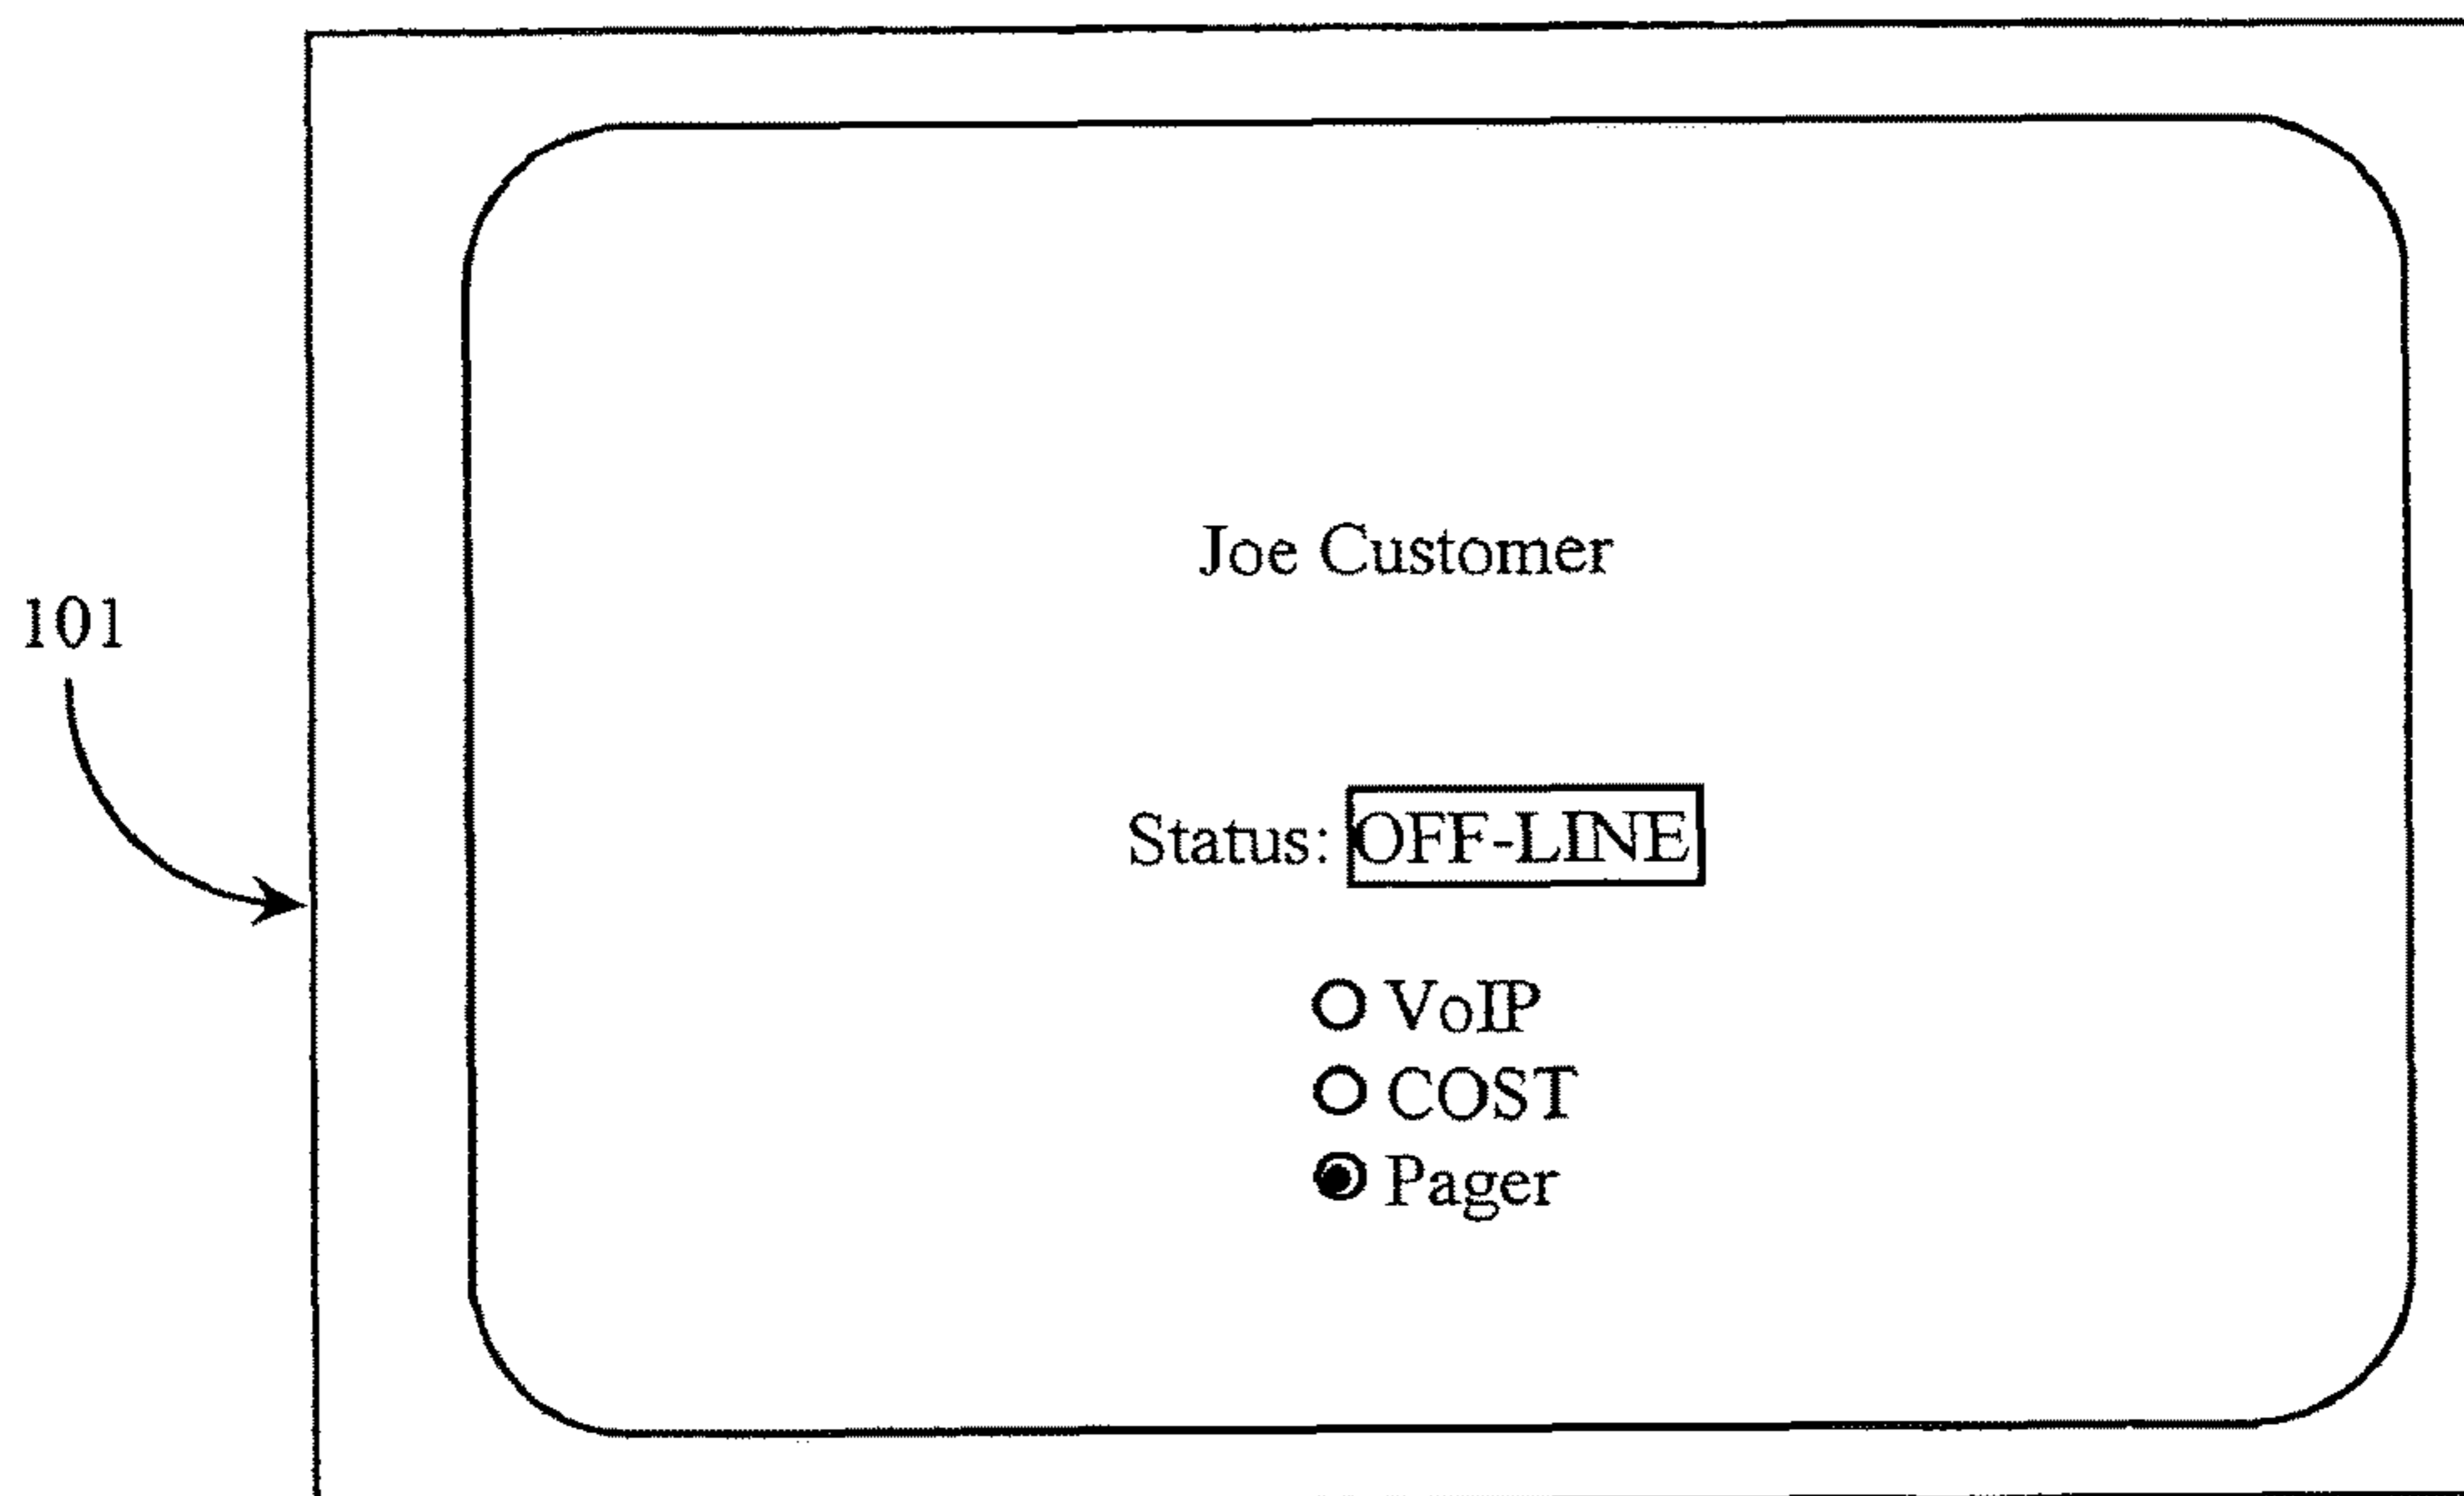 Joe Customer
101
Status: OFF-LINE
VoIP
COST
Pager